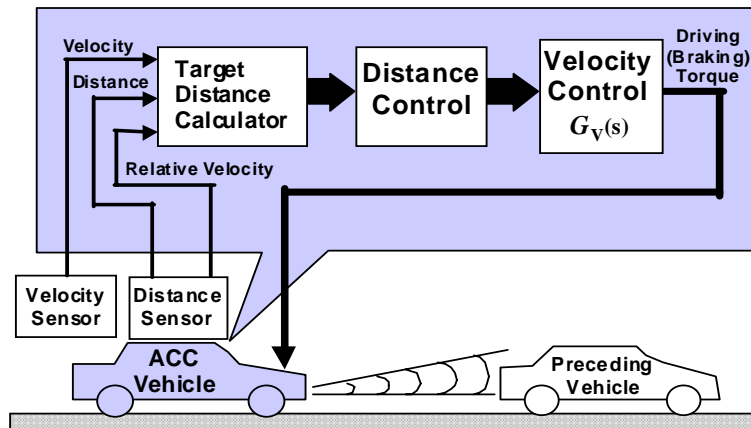 Velocity
Distance
Relative Velocity
Target
Distance
Calculator
Distance
Control
Velocity
Control
G_V(s)
Driving
(Braking)
Torque
Velocity
Sensor
Distance
Sensor
ACC
Vehicle
Preceding
Vehicle